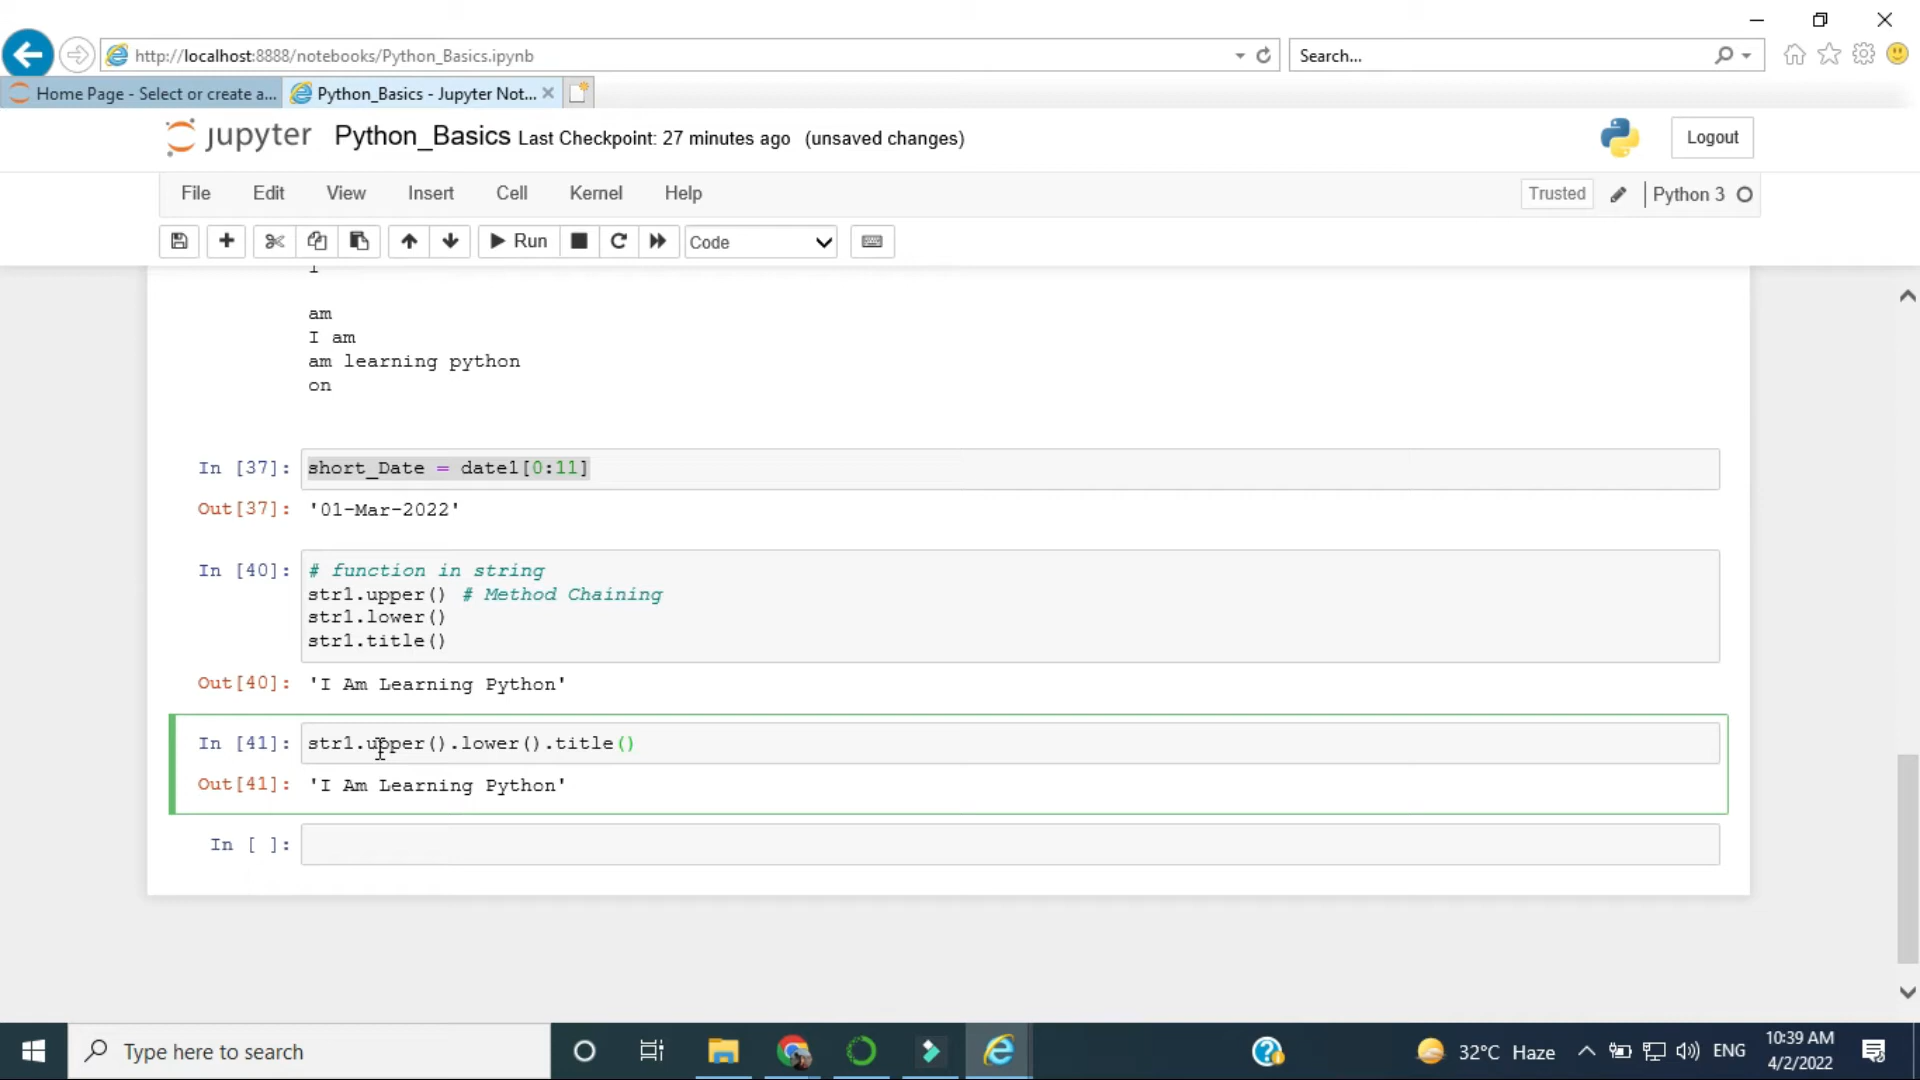 http://localhost:8888/notebooks/Python_Basics.ipynb
Search...
Home Page - Select or create a...
Python_Basics - Jupyter Not...
jupyter Python_Basics Last Checkpoint: 27 minutes ago (unsaved changes)
Logout
File Edit View Insert Cell Kernel Help
Trusted Python 3
Run Code
I
am
I am
am learning python
on
In [37]: short_Date = date1[0:11]
Out[37]: '01-Mar-2022'
In [40]: # function in string
str1.upper() # Method Chaining
str1.lower()
str1.title()
Out[40]: 'I Am Learning Python'
In [41]: str1.upper().lower().title()
Out[41]: 'I Am Learning Python'
In [ ]:
Type here to search
32°C Haze
ENG
10:39 AM
4/2/2022